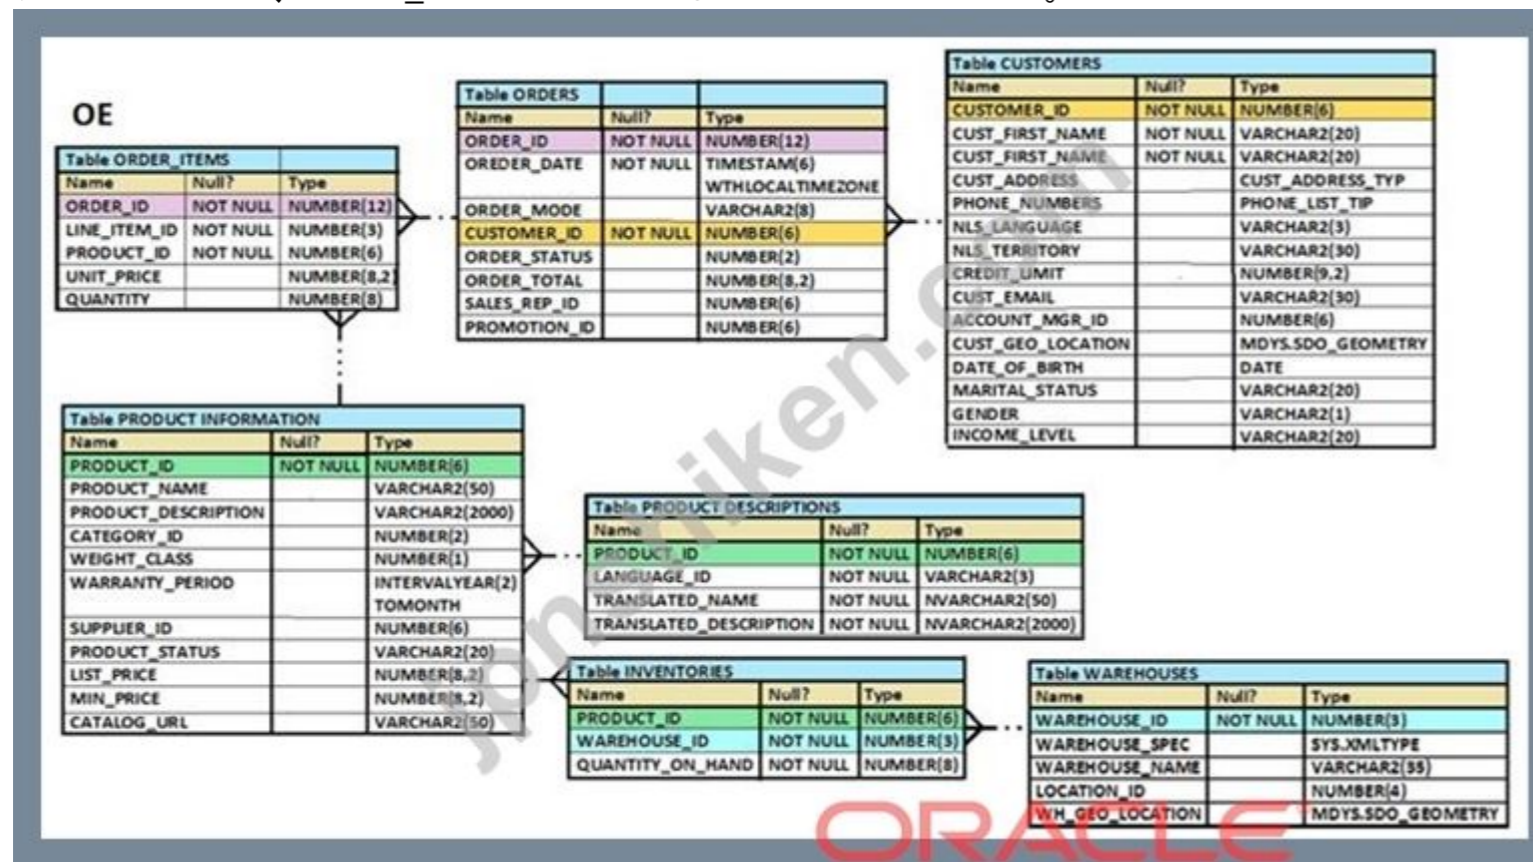 OE
Table ORDER_ITEMS
Name Null? Type
ORDER_ID NOT NULL NUMBER(12)
LINE_ITEM_ID NOT NULL NUMBER(3)
PRODUCT_ID NOT NULL NUMBER(6)
UNIT_PRICE NUMBER(8,2)
QUANTITY NUMBER(8)
Table ORDERS
Name Null? Type
ORDER_ID NOT NULL NUMBER(12)
OREDER_DATE NOT NULL TIMESTAM(6)
WTHLOCALTIMEZONE
ORDER_MODE VARCHAR2(8)
CUSTOMER_ID NOT NULL NUMBER(6)
ORDER_STATUS NUMBER(2)
ORDER_TOTAL NUMBER(8,2)
SALES_REP_ID NUMBER(6)
PROMOTION_ID NUMBER(6)
Table CUSTOMERS
Name Null? Type
CUSTOMER_ID NOT NULL NUMBER(6)
CUST_FIRST_NAME NOT NULL VARCHAR2(20)
CUST_FIRST_NAME NOT NULL VARCHAR2(20)
CUST_ADDRESS CUST_ADDRESS_TYP
PHONE_NUMBERS PHONE_LIST_TIP
NLS_LANGUAGE VARCHAR2(3)
NLS_TERRITORY VARCHAR2(30)
CREDIT_LIMIT NUMBER(9,2)
CUST_EMAIL VARCHAR2(30)
ACCOUNT_MGR_ID NUMBER(6)
CUST_GEO_LOCATION MDYS.SDO_GEOMETRY
DATE_OF_BIRTH DATE
MARITAL_STATUS VARCHAR2(20)
GENDER VARCHAR2(1)
INCOME_LEVEL VARCHAR2(20)
Table PRODUCT INFORMATION
Name Null? Type
PRODUCT_ID NOT NULL NUMBER(6)
PRODUCT_NAME VARCHAR2(50)
PRODUCT_DESCRIPTION VARCHAR2(2000)
CATEGORY_ID NUMBER(2)
WEIGHT_CLASS NUMBER(1)
WARRANTY_PERIOD INTERVALYEAR(2)
TOMONTH
SUPPLIER_ID NUMBER(6)
PRODUCT_STATUS VARCHAR2(20)
LIST_PRICE NUMBER(8,2)
MIN_PRICE NUMBER(8,2)
CATALOG_URL VARCHAR2(50)
Table PRODUCT DESCRIPTIONS
Name Null? Type
PRODUCT_ID NOT NULL NUMBER(6)
LANGUAGE_ID NOT NULL VARCHAR2(3)
TRANSLATED_NAME NOT NULL NVARCHAR2(50)
TRANSLATED_DESCRIPTION NOT NULL NVARCHAR2(2000)
Table INVENTORIES
Name Null? Type
PRODUCT_ID NOT NULL NUMBER(6)
WAREHOUSE_ID NOT NULL NUMBER(3)
QUANTITY_ON_HAND NOT NULL NUMBER(8)
Table WAREHOUSES
Name Null? Type
WAREHOUSE_ID NOT NULL NUMBER(3)
WAREHOUSE_SPEC SYS.XMLTYPE
WAREHOUSE_NAME VARCHAR2(35)
LOCATION_ID NUMBER(4)
WH_GEO_LOCATION MDYS.SDO_GEOMETRY
ORACLE